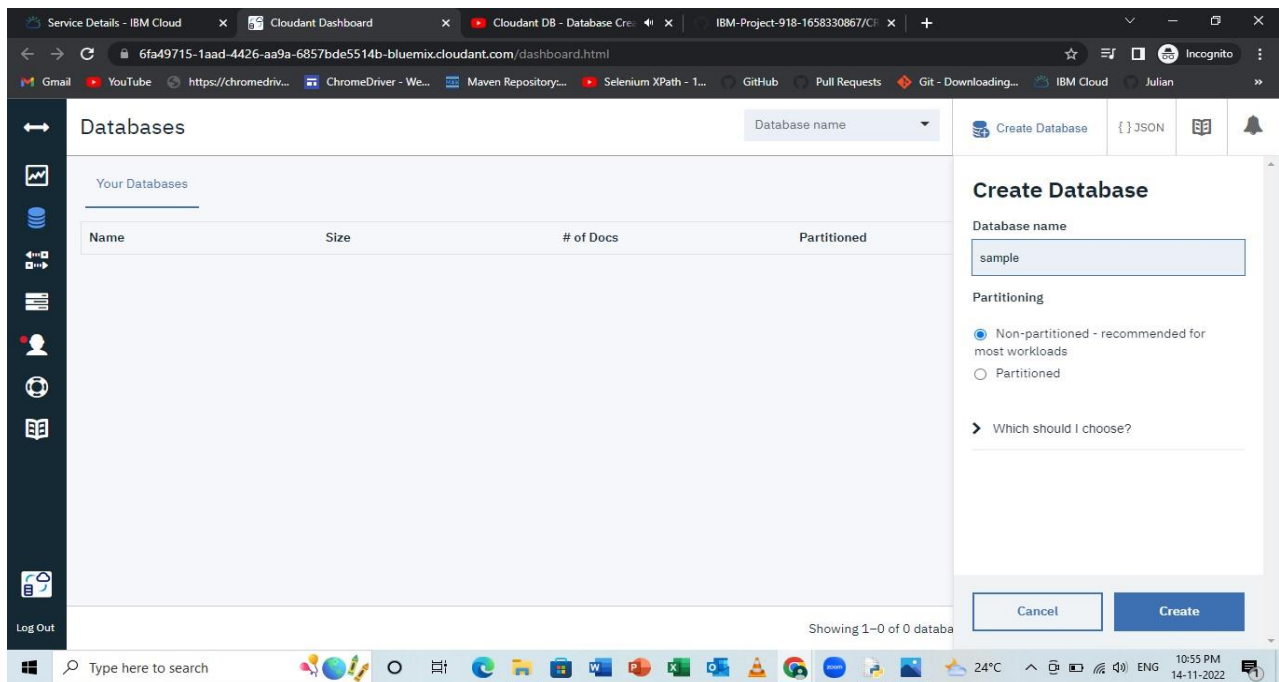 Service Details - IBM Cloud
Cloudant Dashboard
Cloudant DB - Database Crea
IBM-Project-918-1658330867/CR
6fa49715-1aad-4426-aa9a-6857bde5514b-bluemix.cloudant.com/dashboard.html
Incognito
Gmail
YouTube
https://chromedriv...
ChromeDriver - We...
Maven Repository:...
Selenium XPath - 1...
GitHub
Pull Requests
Git - Downloading...
IBM Cloud
Julian
»
Databases
Database name
Create Database
{ } JSON
Your Databases
Name Size # of Docs Partitioned
Create Database
Database name
sample
Partitioning
Non-partitioned - recommended for
most workloads
Partitioned
Which should I choose?
Cancel
Create
Log Out
Showing 1–0 of 0 databa
Type here to search
zoom
24°C
ENG
10:55 PM
14-11-2022
1